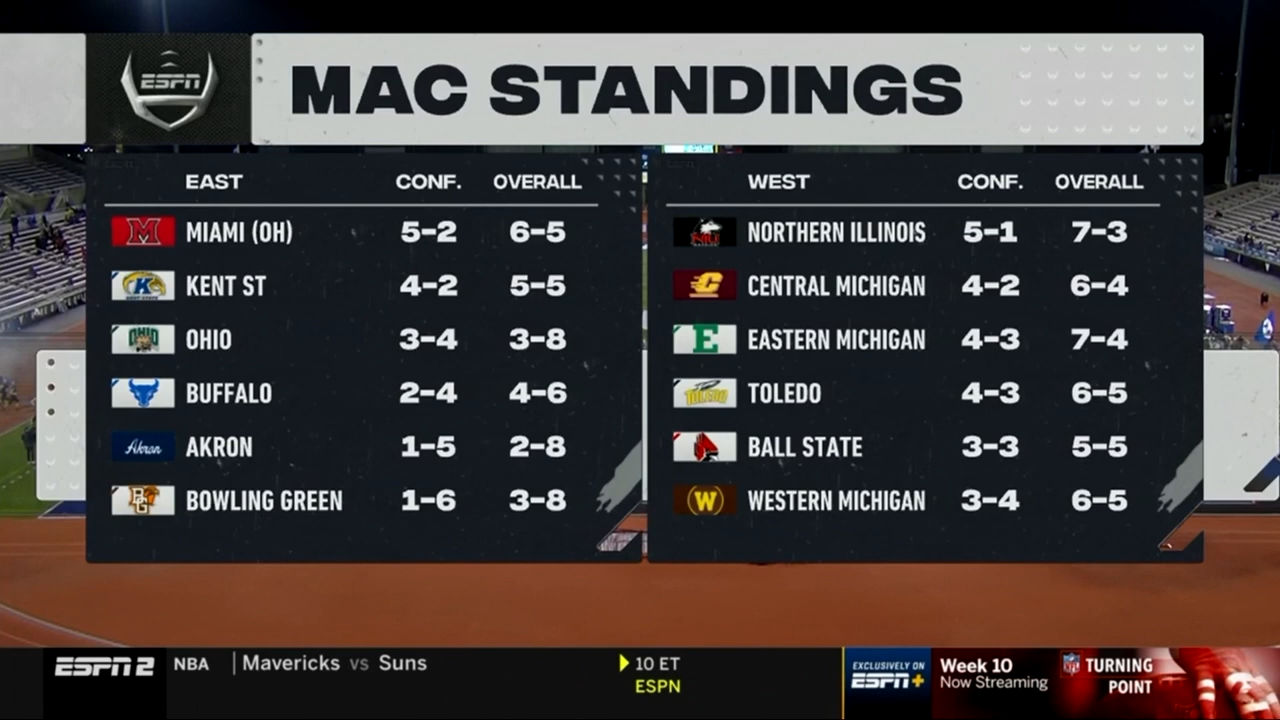 ESPN
MAC STANDINGS
EAST CONF. OVERALL
MIAMI (OH) 5-2 6-5
KENT ST 4-2 5-5
OHIO 3-4 3-8
BUFFALO 2-4 4-6
AKRON 1-5 2-8
BOWLING GREEN 1-6 3-8
WEST CONF. OVERALL
NORTHERN ILLINOIS 5-1 7-3
CENTRAL MICHIGAN 4-2 6-4
EASTERN MICHIGAN 4-3 7-4
TOLEDO 4-3 6-5
BALL STATE 3-3 5-5
WESTERN MICHIGAN 3-4 6-5
ESPN2 NBA | Mavericks vs Suns
10 ET
ESPN
EXCLUSIVELY ON
ESPN+
Week 10
Now Streaming
NFL TURNING
POINT